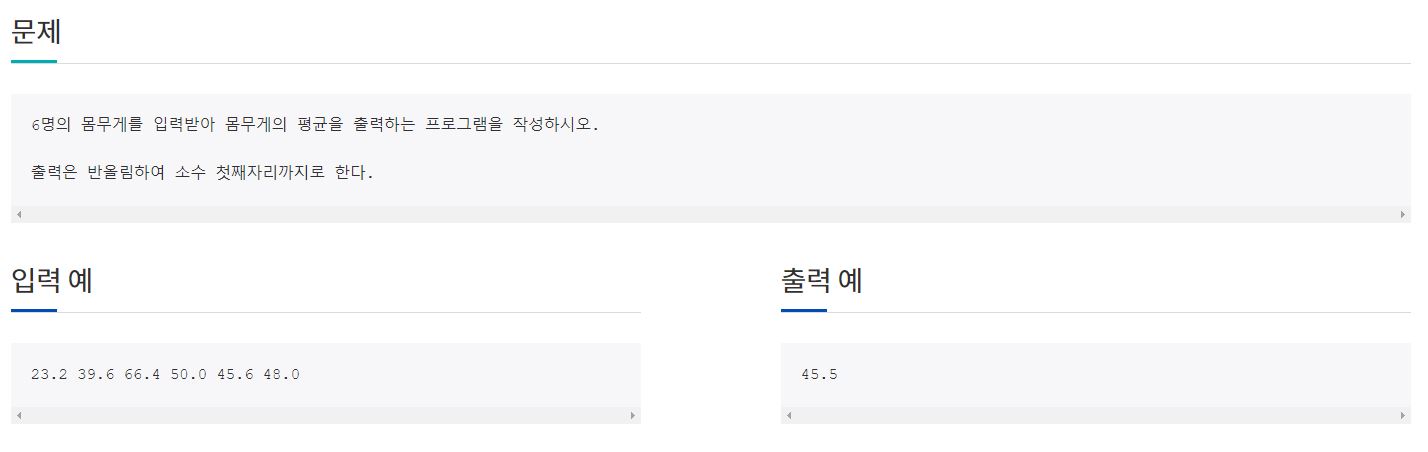 문제
6명의 몸무게를 입력받아 몸무게의 평균을 출력하는 프로그램을 작성하시오.
출력은 반올림하여 소수 첫째자리까지로 한다.
입력 예
23.2 39.6 66.4 50.0 45.6 48.0
출력 예
45.5